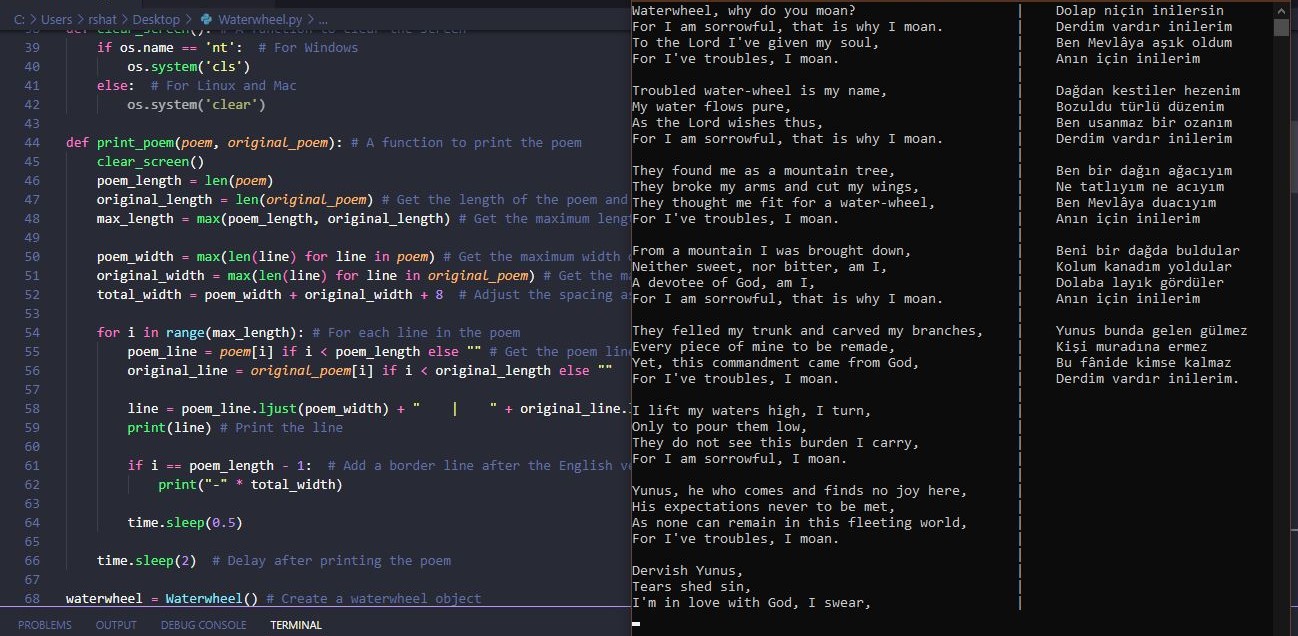 C: > Users > rshat > Desktop > Waterwheel.py > ...
38 def clear_screen(): # A function to clear the screen
39 if os.name == 'nt': # For Windows
40 os.system('cls')
41 else: # For Linux and Mac
42 os.system('clear')
43
44 def print_poem(poem, original_poem): # A function to print the poem
45 clear_screen()
46 poem_length = len(poem)
47 original_length = len(original_poem) # Get the length of the poem and
48 max_length = max(poem_length, original_length) # Get the maximum leng
49
50 poem_width = max(len(line) for line in poem) # Get the maximum width
51 original_width = max(len(line) for line in original_poem) # Get the m
52 total_width = poem_width + original_width + 8 # Adjust the spacing a
53
54 for i in range(max_length): # For each line in the poem
55 poem_line = poem[i] if i < poem_length else "" # Get the poem lin
56 original_line = original_poem[i] if i < original_length else ""
57
58 line = poem_line.ljust(poem_width) + "    |    " + original_line.
59 print(line) # Print the line
60
61 if i == poem_length - 1: # Add a border line after the English v
62 print("-" * total_width)
63
64 time.sleep(0.5)
65
66 time.sleep(2) # Delay after printing the poem
67
68 waterwheel = Waterwheel() # Create a waterwheel object
PROBLEMS OUTPUT DEBUG CONSOLE TERMINAL
Waterwheel, why do you moan? | Dolap niçin inilersin
For I am sorrowful, that is why I moan. | Derdim vardır inilerim
To the Lord I've given my soul, | Ben Mevlâya aşık oldum
For I've troubles, I moan. | Anın için inilerim
|
Troubled water-wheel is my name, | Dağdan kestiler hezenim
My water flows pure, | Bozuldu türlü düzenim
As the Lord wishes thus, | Ben usanmaz bir ozanım
For I am sorrowful, that is why I moan. | Derdim vardır inilerim
|
They found me as a mountain tree, | Ben bir dağın ağacıyım
They broke my arms and cut my wings, | Ne tatlıyım ne acıyım
They thought me fit for a water-wheel, | Ben Mevlâya duacıyım
For I've troubles, I moan. | Anın için inilerim
|
From a mountain I was brought down, | Beni bir dağda buldular
Neither sweet, nor bitter, am I, | Kolum kanadım yoldular
A devotee of God, am I, | Dolaba layık gördüler
For I am sorrowful, that is why I moan. | Anın için inilerim
|
They felled my trunk and carved my branches, | Yunus bunda gelen gülmez
Every piece of mine to be remade, | Kişi muradına ermez
Yet, this commandment came from God, | Bu fânide kimse kalmaz
For I've troubles, I moan. | Derdim vardır inilerim.
|
I lift my waters high, I turn, |
Only to pour them low, |
They do not see this burden I carry, |
For I am sorrowful, I moan. |
|
Yunus, he who comes and finds no joy here, |
His expectations never to be met, |
As none can remain in this fleeting world, |
For I've troubles, I moan. |
|
Dervish Yunus, |
Tears shed sin, |
I'm in love with God, I swear, |